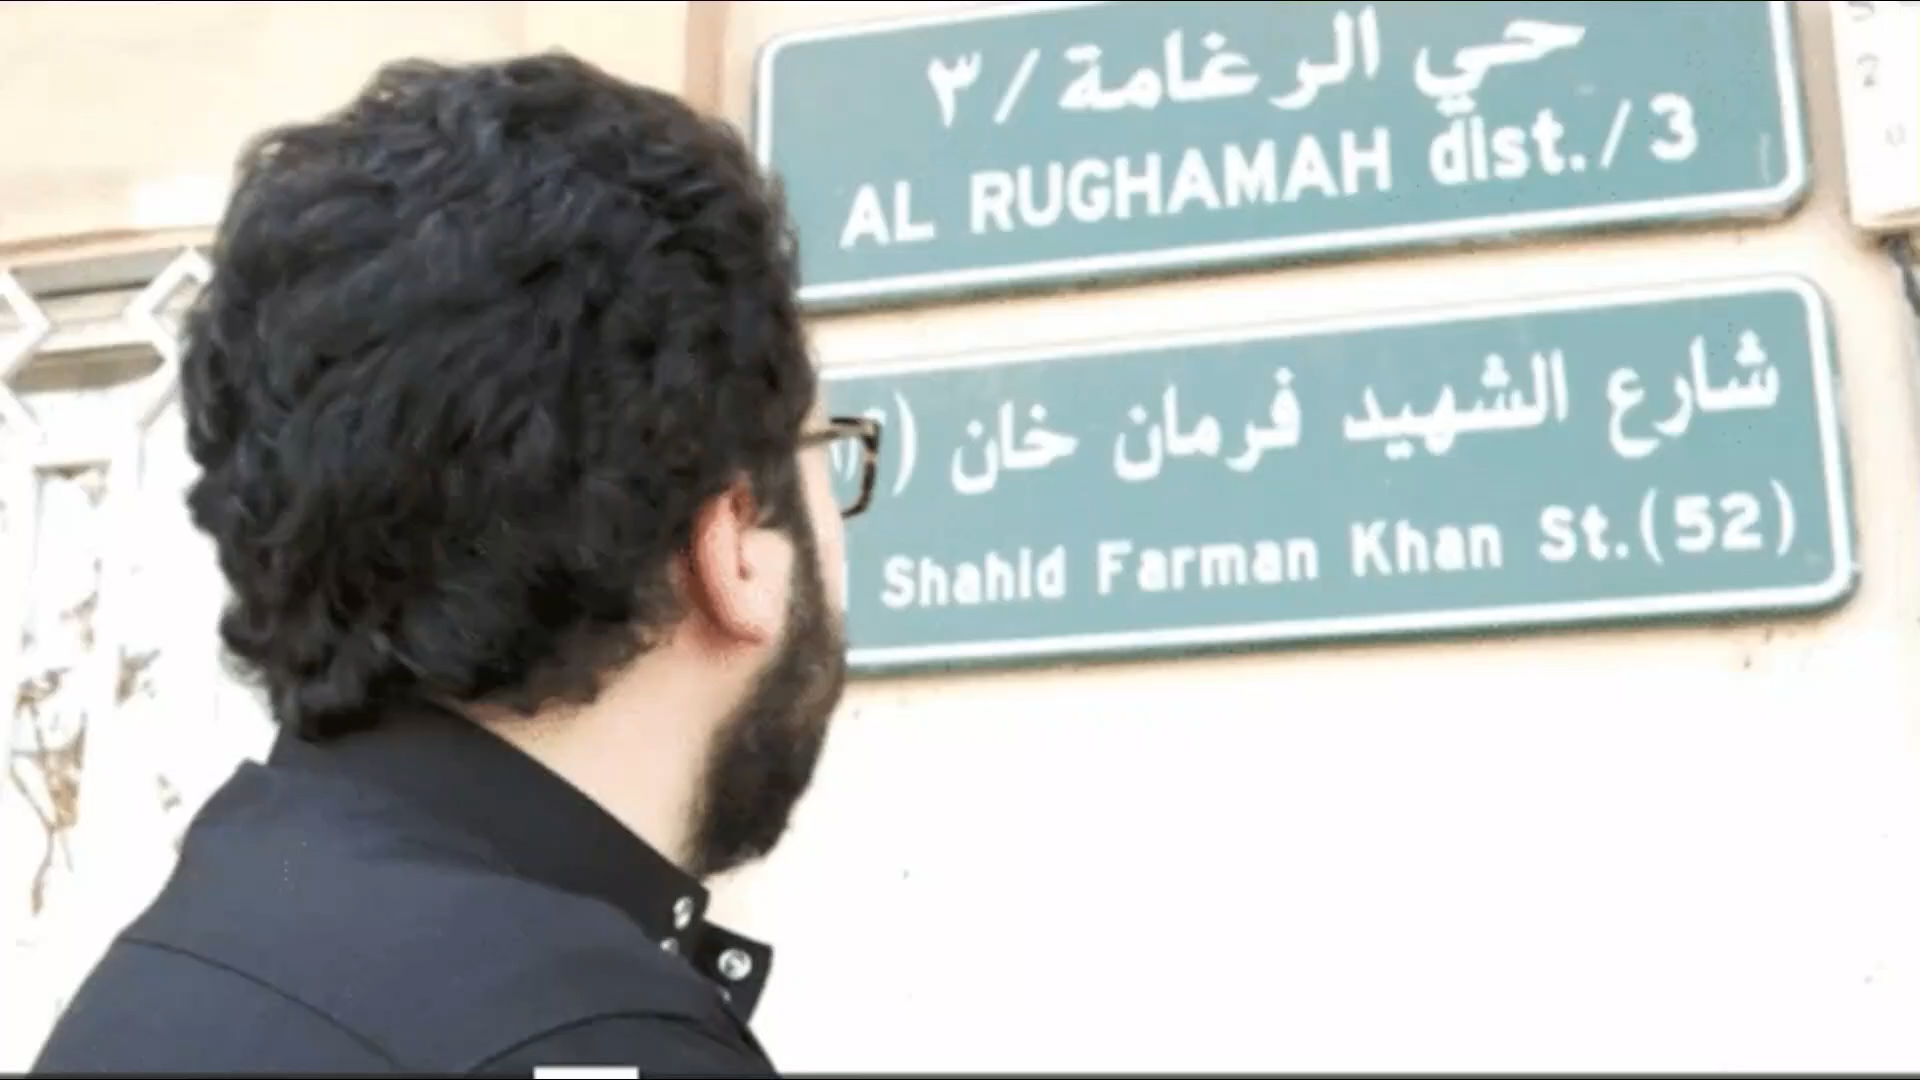 حي الرغامة / ٣
AL RUGHAMAH dist. / 3
شارع الشهيد فرمان خان (
Shahid Farman Khan St. (52)